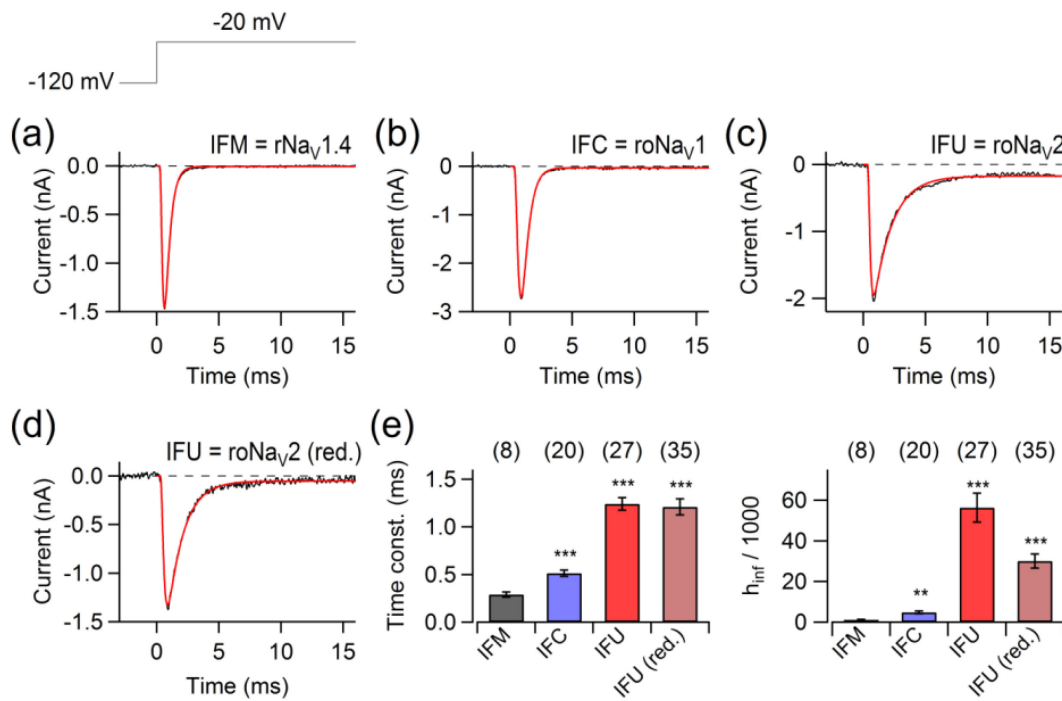 -20 mV
-120 mV
(a)
IFM = rNaV1.4
0.0
-0.5
-1.0
-1.5
Current (nA)
0 5 10 15
Time (ms)
(b)
IFC = roNaV1
0
-1
-2
-3
Current (nA)
0 5 10 15
Time (ms)
(c)
IFU = roNaV2
0
-1
-2
Current (nA)
0 5 10 15
Time (ms)
(d)
IFU = roNaV2 (red.)
0.0
-0.5
-1.0
-1.5
Current (nA)
0 5 10 15
Time (ms)
(e)
(8) (20) (27) (35)
1.5
1.0
0.5
0.0
Time const. (ms)
*** *** ***
IFM IFC IFU IFU (red.)
(8) (20) (27) (35)
60
40
20
0
hinf / 1000
** *** ***
IFM IFC IFU IFU (red.)